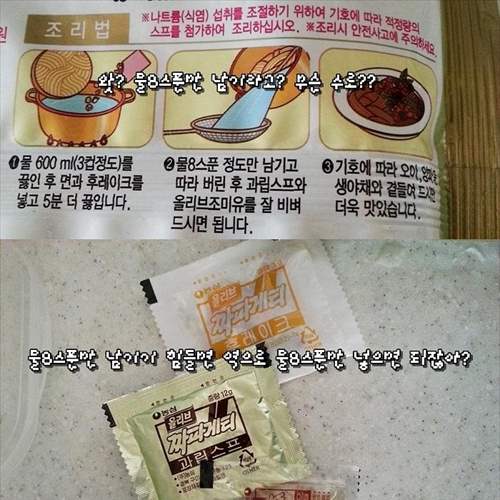 조리법
※나트륨(식염) 섭취를 조절하기 위하여 기호에 따라 적정량의
스프를 첨가하여 조리하십시오. ※조리시 안전사고에 주의하세요.
왓? 물8스푼만 남기라고? 무슨 수로??
❶물 600 ml(3컵정도)를
끓인 후 면과 후레이크를
넣고 5분 더 끓입니다.
❷물8스푼 정도만 남기고
따라 버린 후 과립스프와
올리브조미유를 잘 비벼
드시면 됩니다.
❸기호에 따라 오이,
생야채와 곁들여 드시면
더욱 맛있습니다.
농심
올리브
짜파게티
후레이크
물8스푼만 남기기 힘들면 역으로 물8스푼만 넣으면 되잖아?
농심
중량 12g
올리브
짜파게티
과립스프